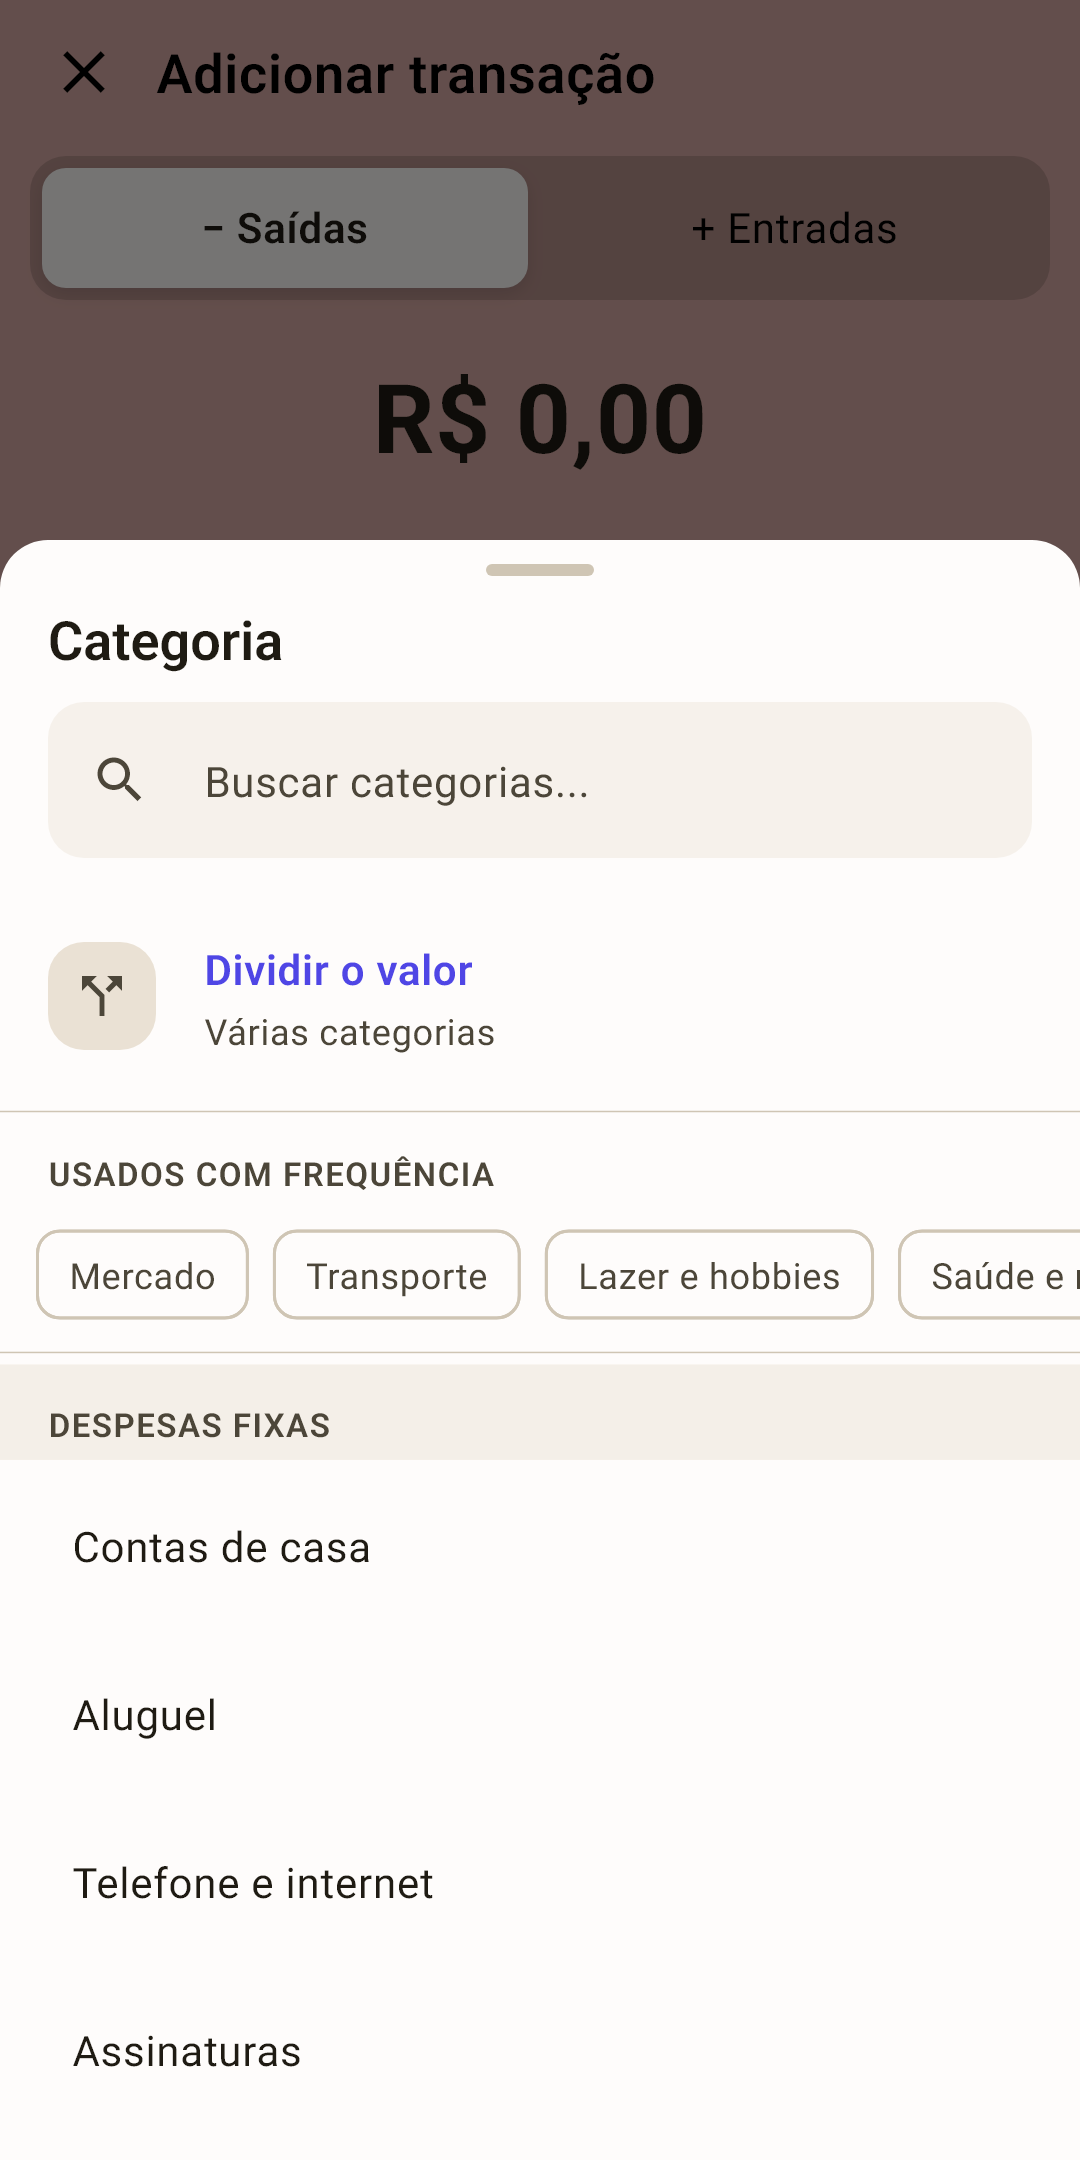 Adicionar transação
– Saídas
+ Entradas
R$ 0,00
Categoria
Buscar categorias...
Dividir o valor
Várias categorias
USADOS COM FREQUÊNCIA
Mercado
Transporte
Lazer e hobbies
Saúde e
DESPESAS FIXAS
Contas de casa
Aluguel
Telefone e internet
Assinaturas